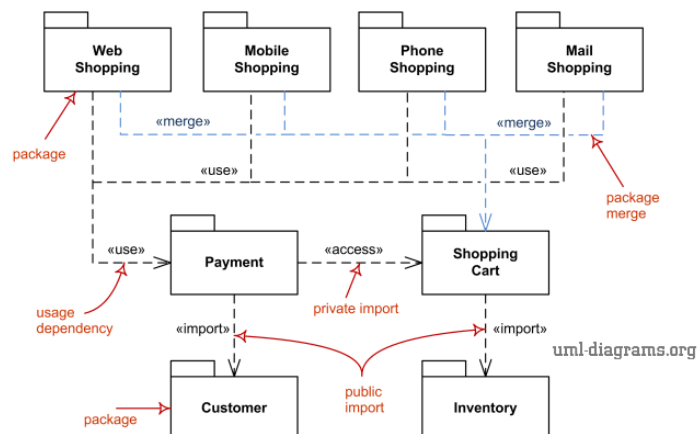 Web
Shopping
Mobile
Shopping
Phone
Shopping
Mail
Shopping
«merge»
«merge»
package
«use»
«use»
package
merge
«use»
Payment
«access»
Shopping
Cart
usage
dependency
private import
«import»
«import»
uml-diagrams.org
public
import
package
Customer
Inventory